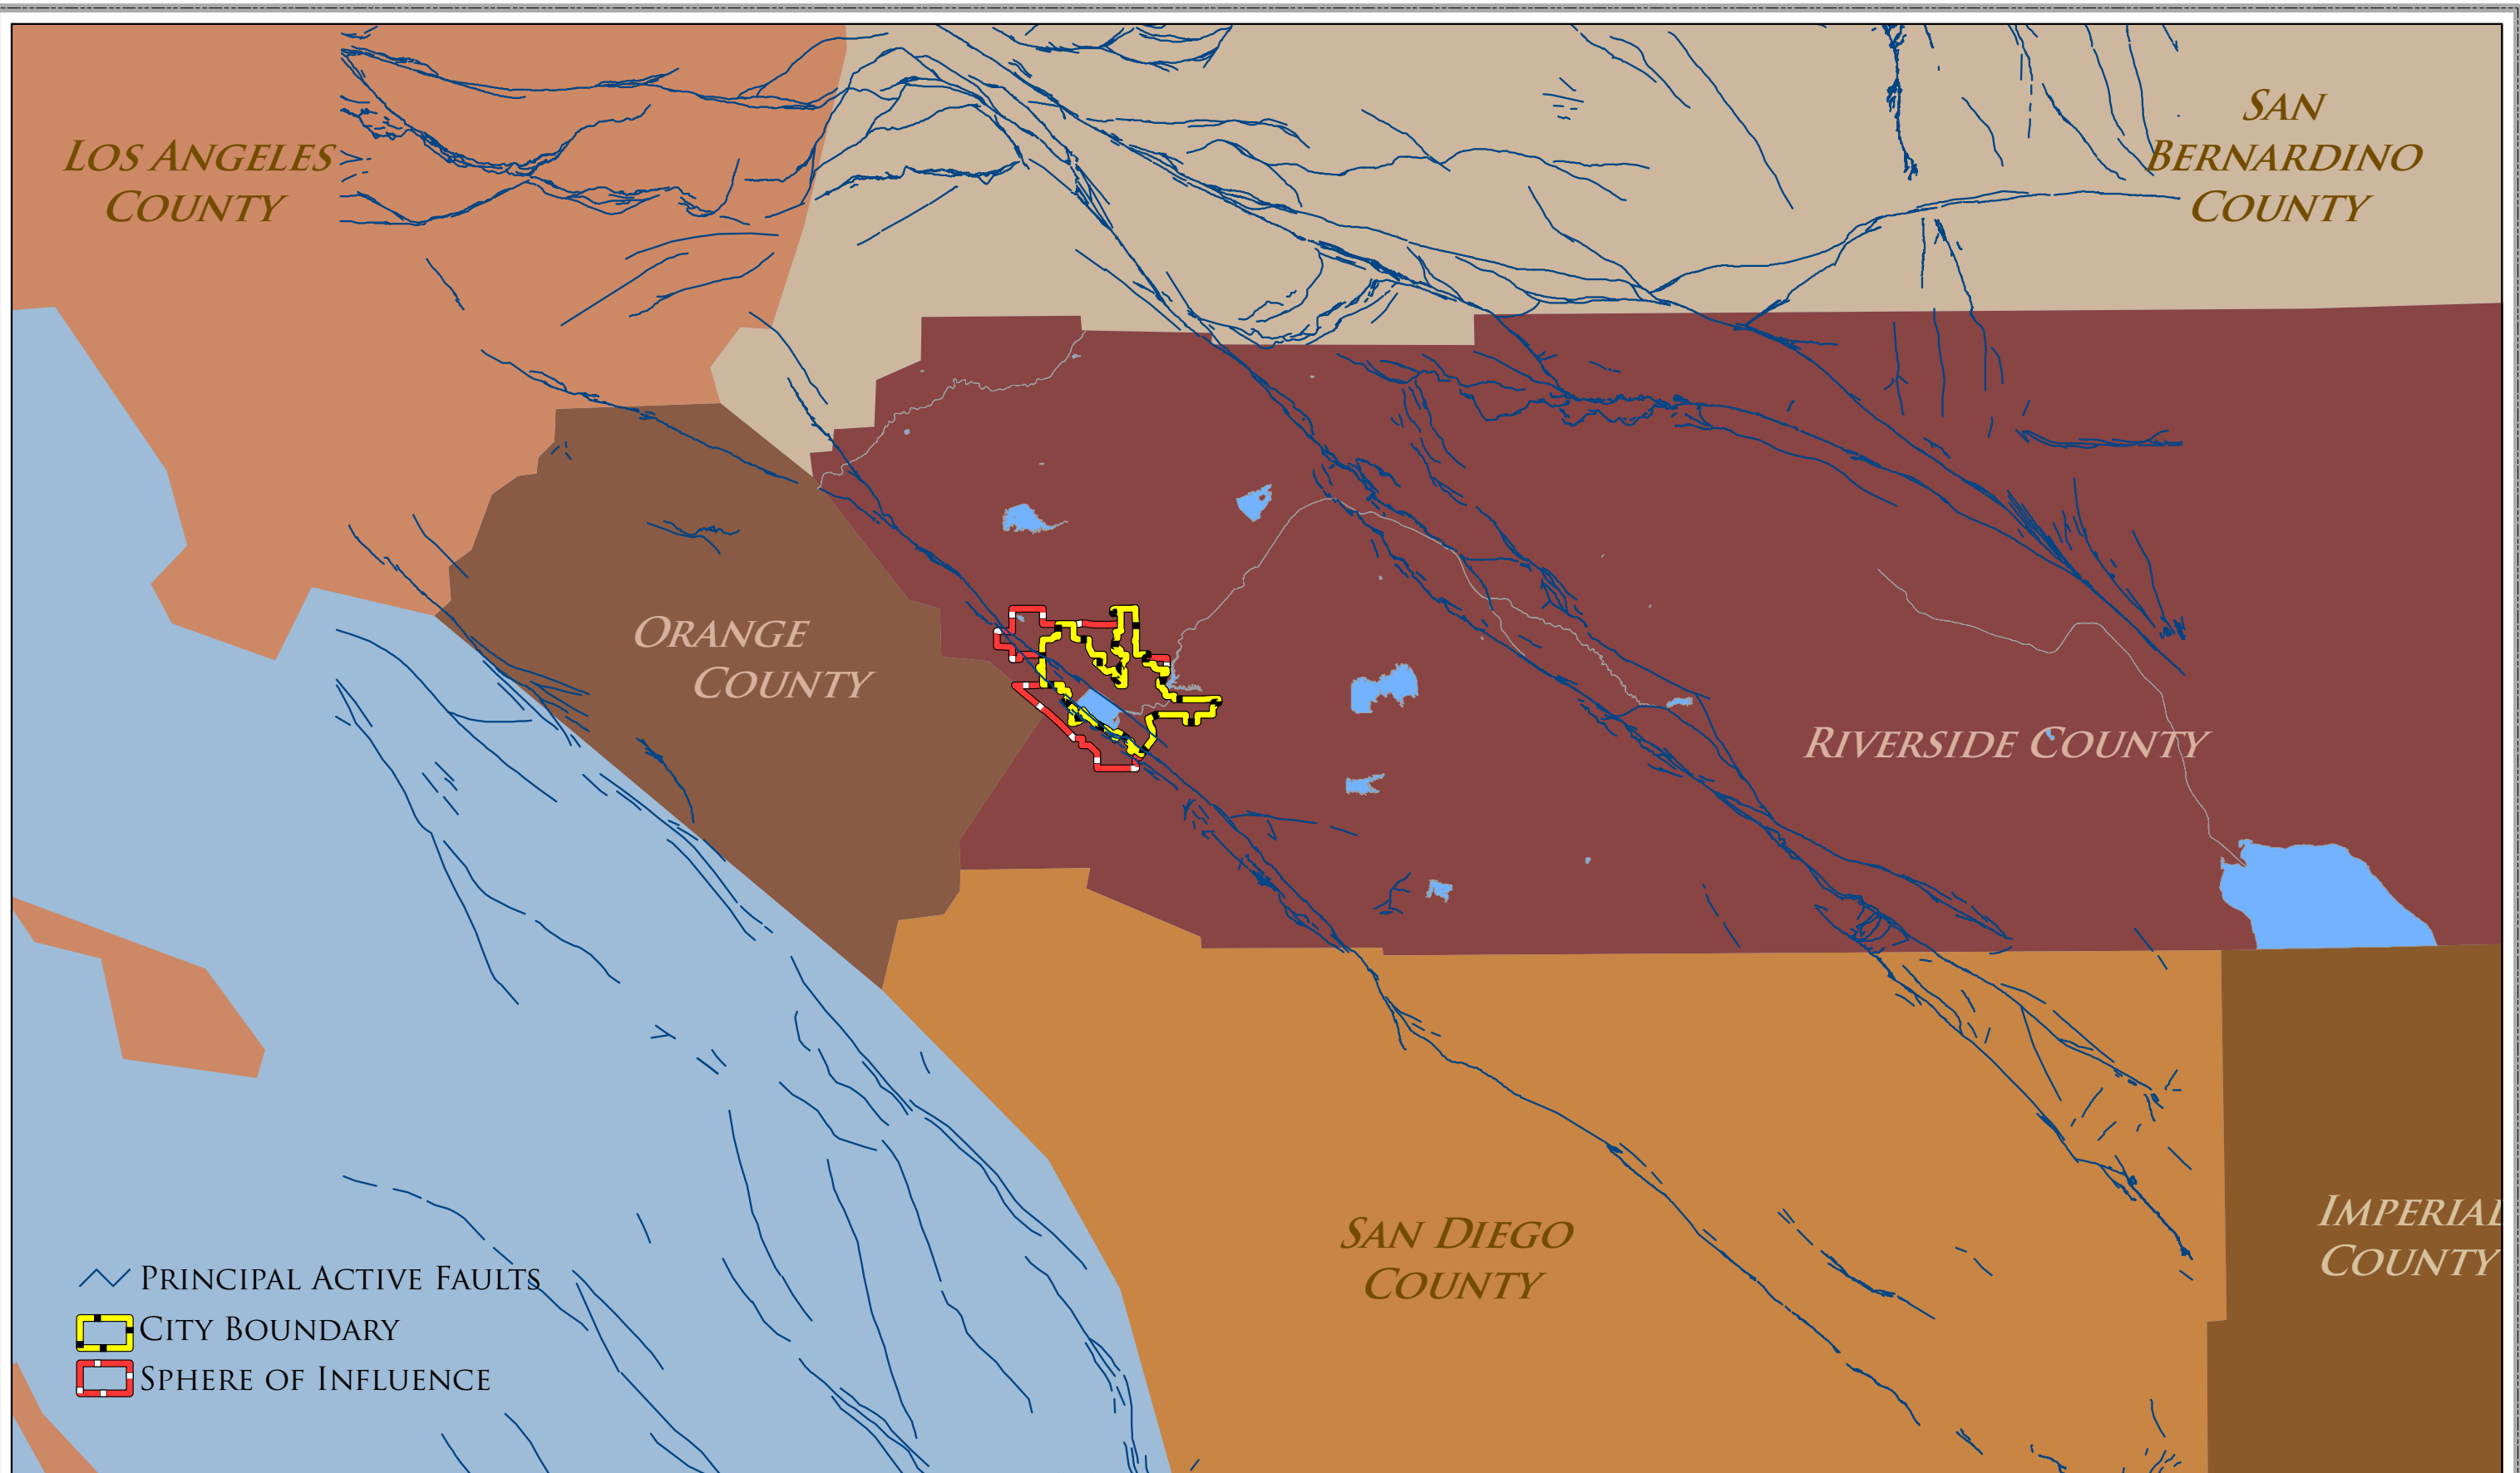 LOS ANGELES
COUNTY
SAN
BERNARDINO
COUNTY
ORANGE
COUNTY
RIVERSIDE COUNTY
SAN DIEGO
COUNTY
IMPERIAL
COUNTY
PRINCIPAL ACTIVE FAULTS
CITY BOUNDARY
SPHERE OF INFLUENCE